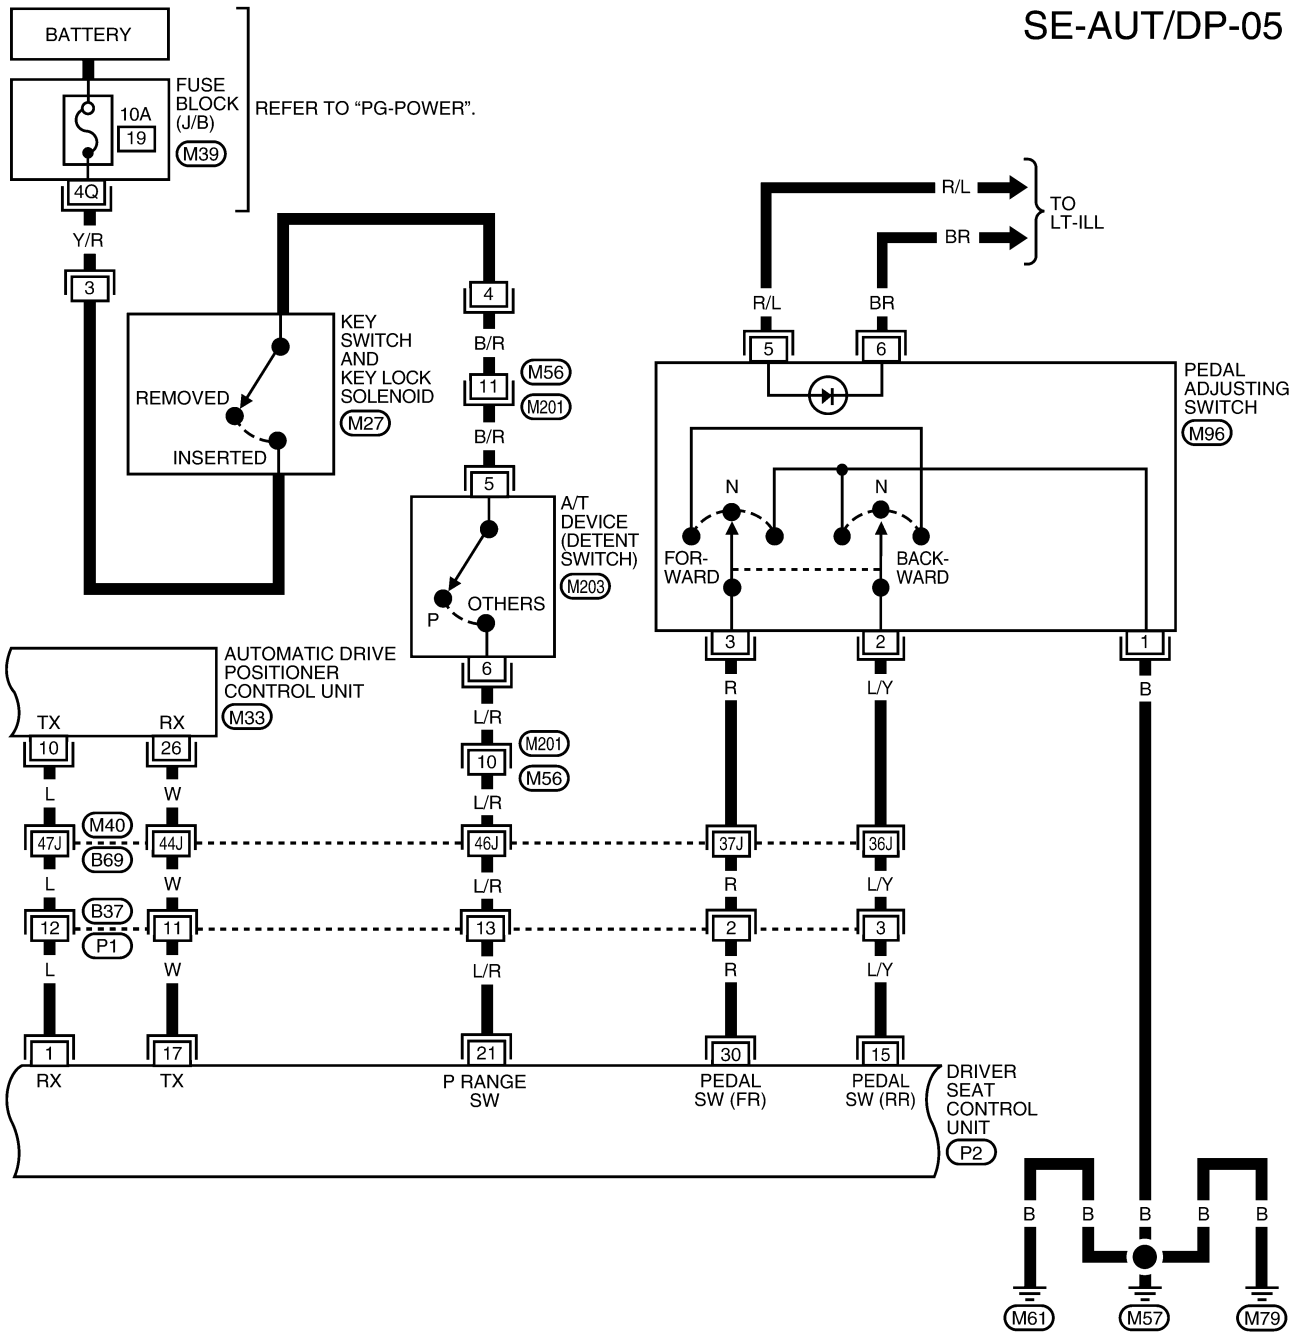 SE-AUT/DP-05
BATTERY
FUSE
BLOCK
(J/B)
M39
10A
19
REFER TO “PG-POWER”.
4Q
Y/R
3
KEY
SWITCH
AND
KEY LOCK
SOLENOID
M27
REMOVED
INSERTED
4
B/R
11
M56
M201
B/R
5
A/T
DEVICE
(DETENT
SWITCH)
M203
P
OTHERS
6
L/R
10
M201
M56
L/R
R/L
BR
TO
LT-ILL
R/L
BR
5
6
PEDAL
ADJUSTING
SWITCH
M96
N
N
FOR-
WARD
BACK-
WARD
3
2
1
R
L/Y
B
AUTOMATIC DRIVE
POSITIONER
CONTROL UNIT
M33
TX
RX
10
26
L
W
47J
M40
B69
44J
46J
37J
36J
L
W
L/R
R
L/Y
12
B37
P1
11
13
2
3
L
W
L/R
R
L/Y
1
17
21
30
15
RX
TX
P RANGE
SW
PEDAL
SW (FR)
PEDAL
SW (RR)
DRIVER
SEAT
CONTROL
UNIT
P2
B
B
B
B
B
M61
M57
M79